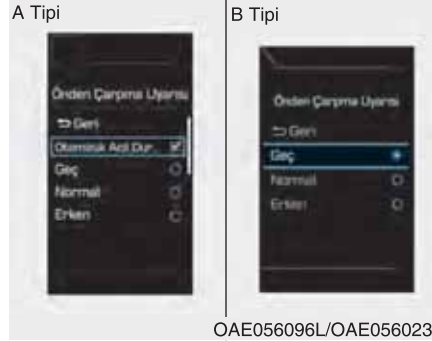 A Tipi
Önden Çarpma Uyarısı
Geri
Otomatik Acil Dur..
Geç
Normal
Erken
B Tipi
Önden Çarpma Uyarısı
Geri
Geç
Normal
Erken
OAE056096L/OAE056023